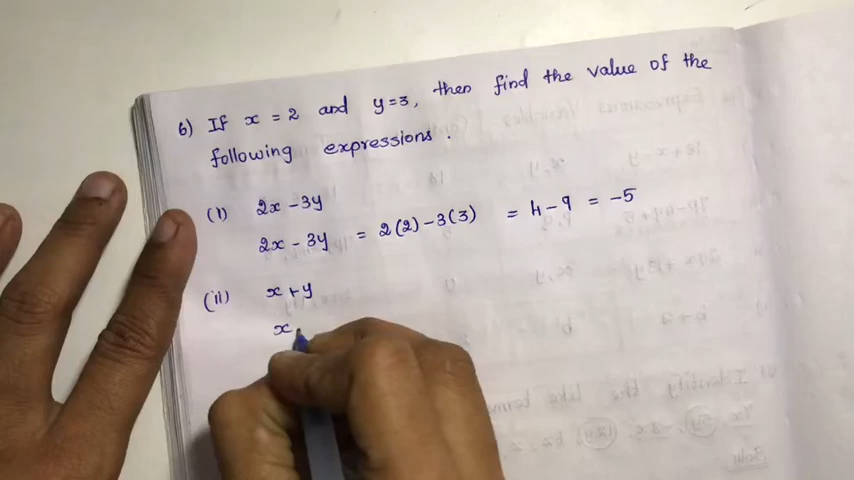 6) If x = 2 and y=3, then find the value of the
following expressions.
(i) 2x - 3y
2x - 3y = 2(2) - 3(3) = 4 - 9 = -5
(ii) x + y
x